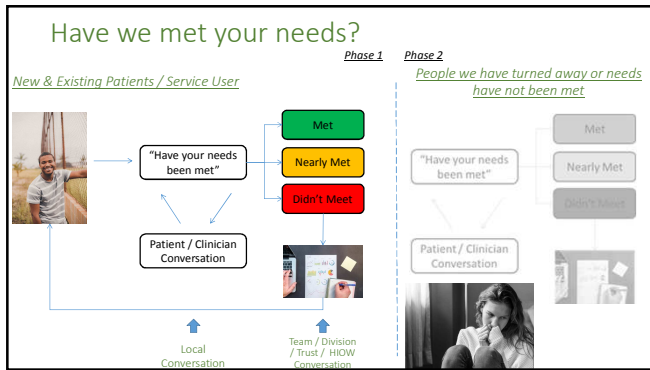 Have we met your needs?
Phase 1
Phase 2
New & Existing Patients / Service User
People we have turned away or needs
have not been met
Met
"Have your needs
been met"
Nearly Met
Didn't Meet
Patient / Clinician
Conversation
Local
Conversation
Team / Division
/ Trust / HIOW
Conversation
Met
"Have your needs
been met"
Nearly Met
Didn't Meet
Patient / Clinician
Conversation